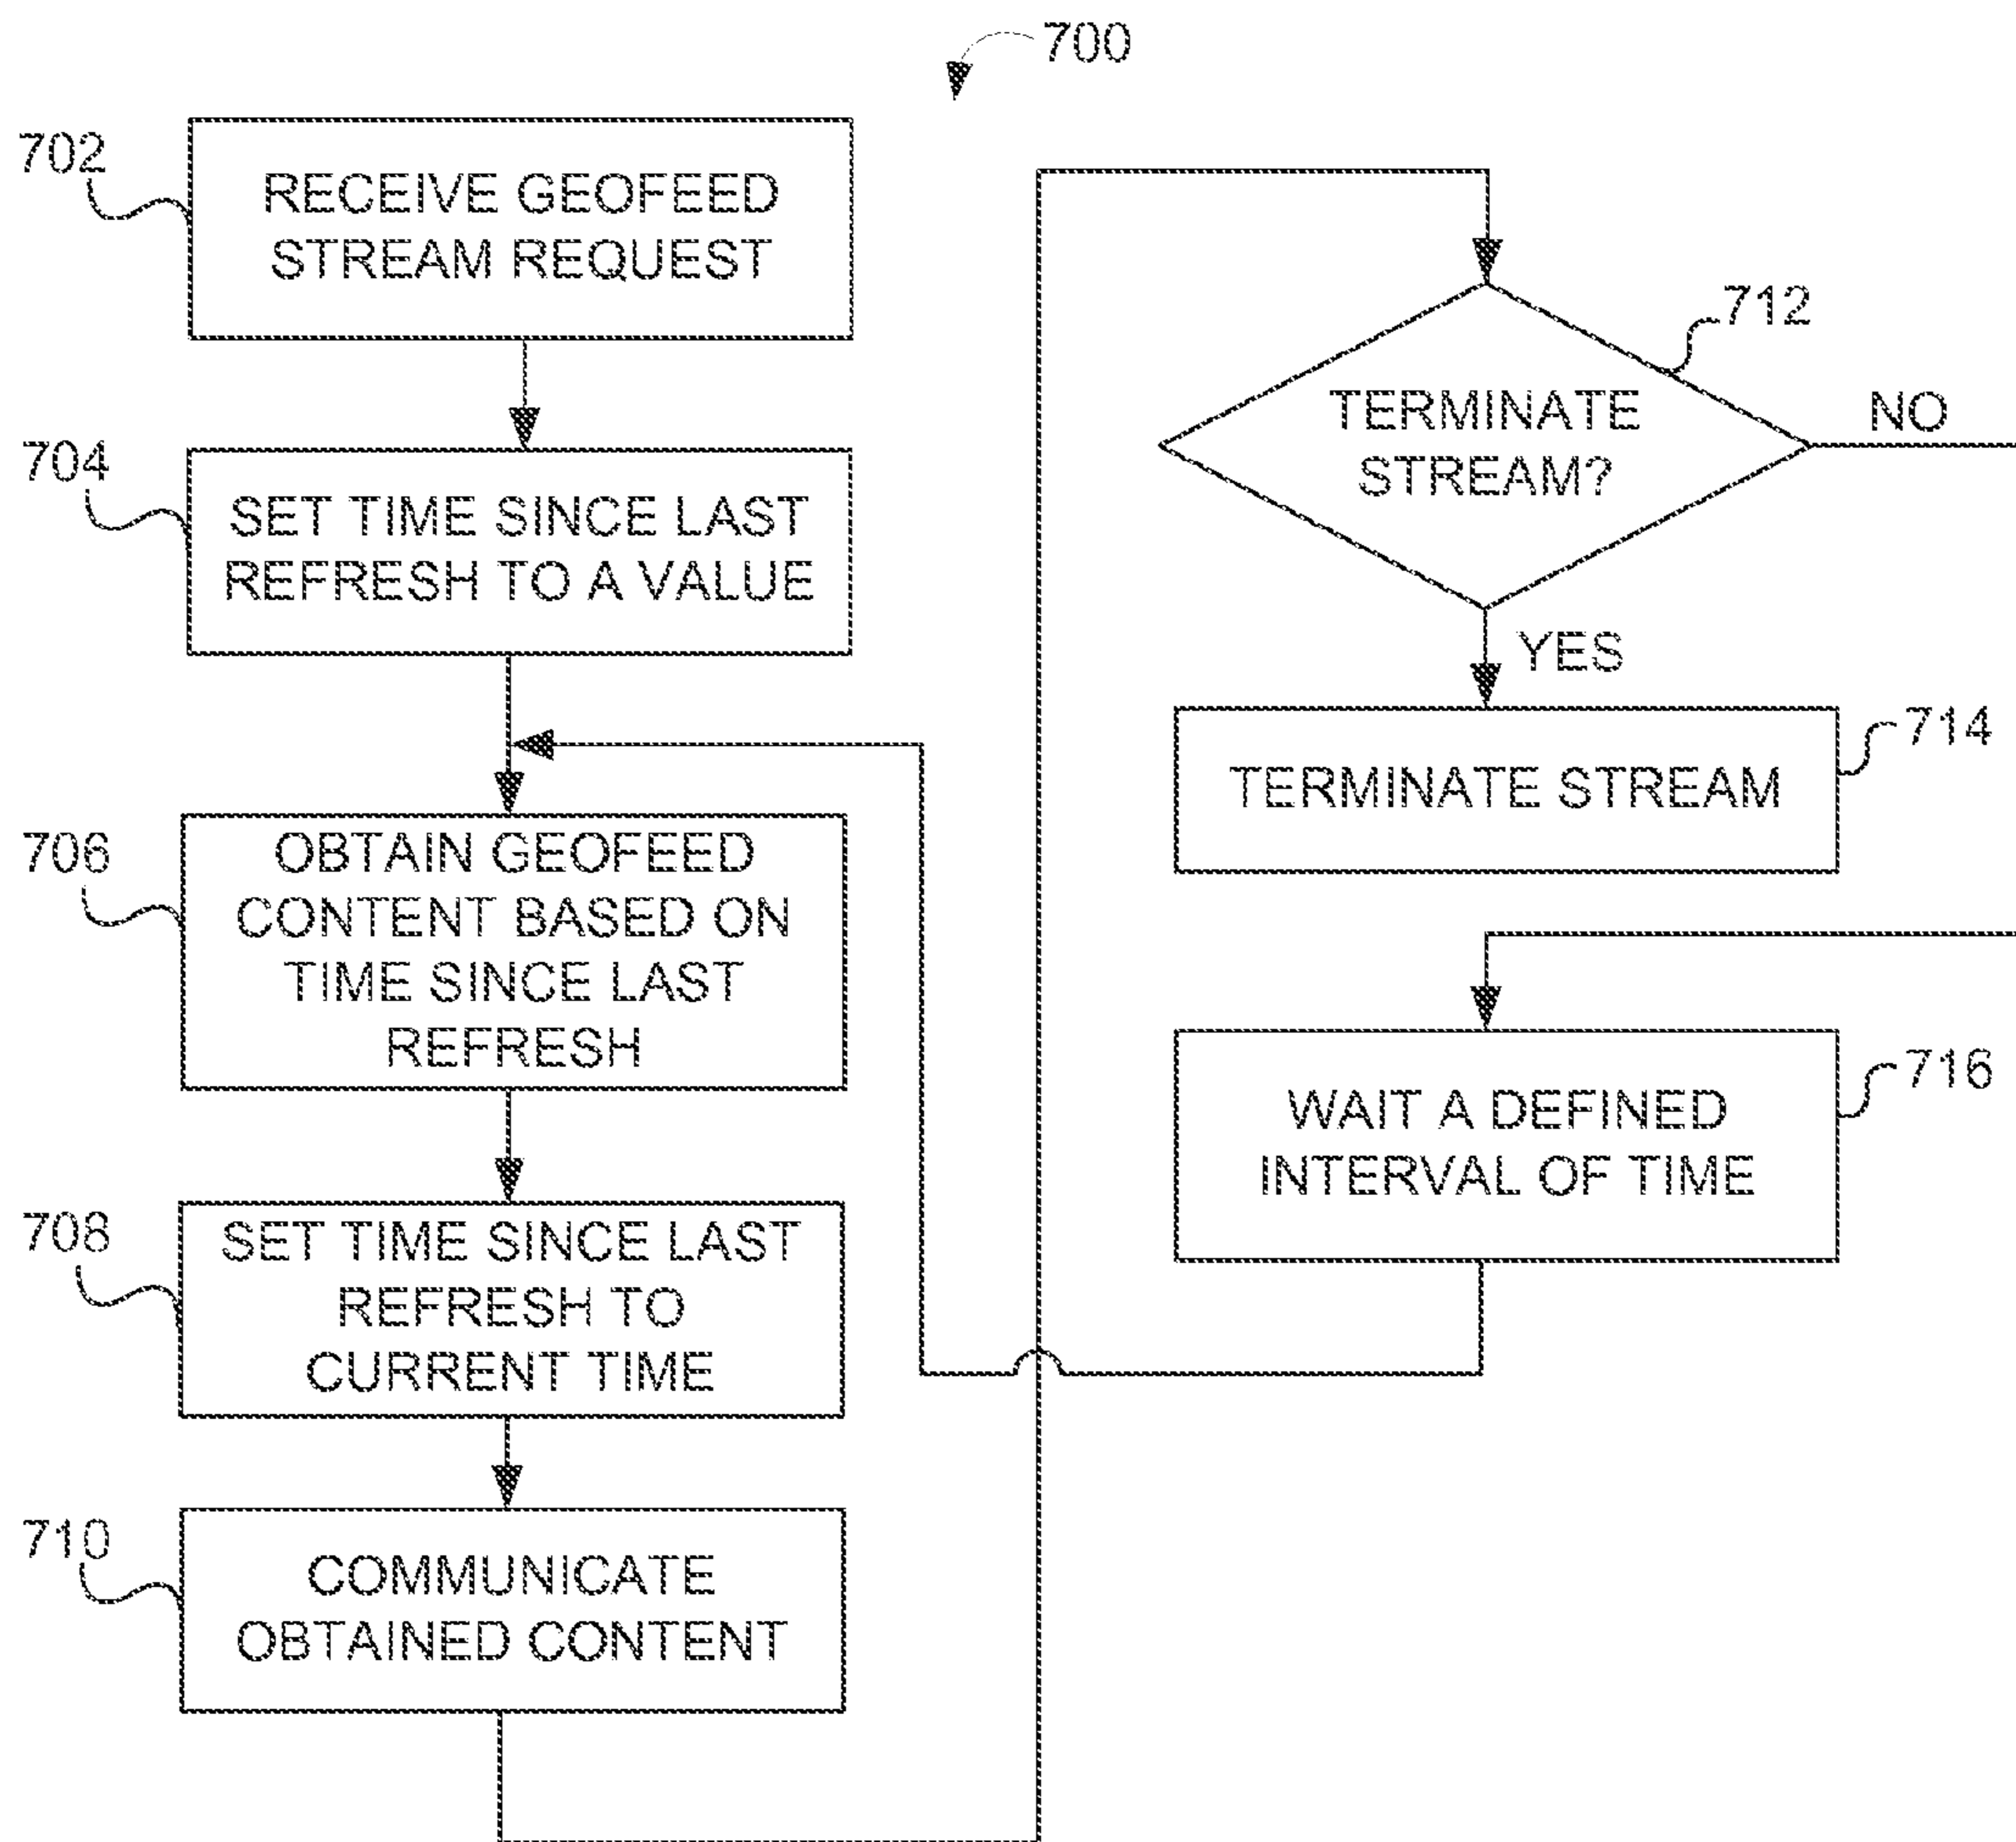 700
702
RECEIVE GEOFEED
STREAM REQUEST
704
SET TIME SINCE LAST
REFRESH TO A VALUE
706
OBTAIN GEOFEED
CONTENT BASED ON
TIME SINCE LAST
REFRESH
708
SET TIME SINCE LAST
REFRESH TO
CURRENT TIME
710
COMMUNICATE
OBTAINED CONTENT
712
TERMINATE
STREAM?
NO
YES
714
TERMINATE STREAM
716
WAIT A DEFINED
INTERVAL OF TIME